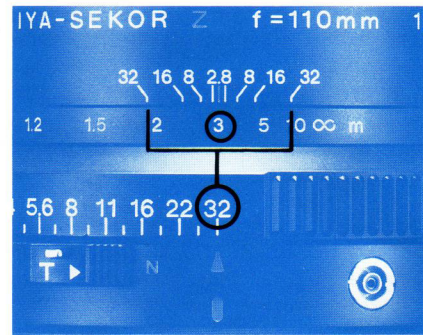 IYA-SEKOR Z f=110mm 1
32 16 8 2.8 8 16 32
1.2 1.5 2 3 5 10 ∞ m
5.6 8 11 16 22 32
T N